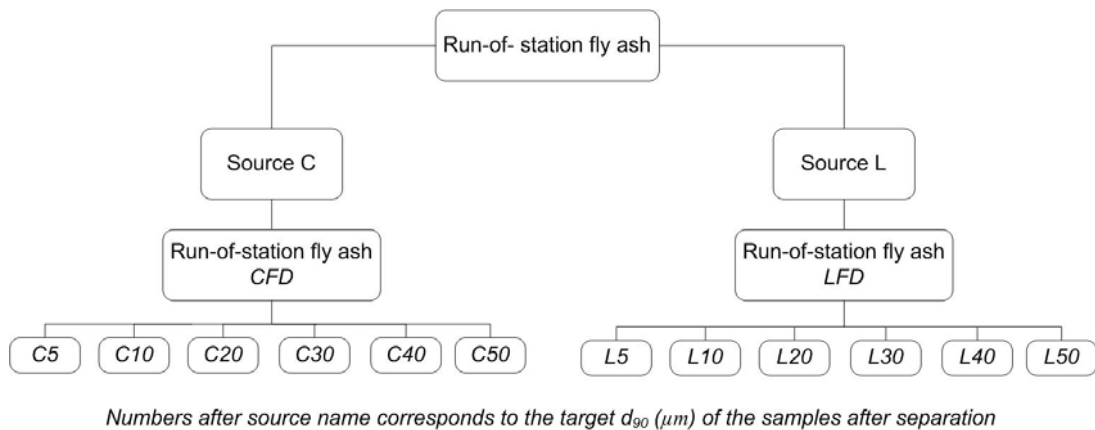 Run-of- station fly ash
Source C
Source L
Run-of-station fly ash
CFD
Run-of-station fly ash
LFD
C5 C10 C20 C30 C40 C50
L5 L10 L20 L30 L40 L50
Numbers after source name corresponds to the target d₉₀ (μm) of the samples after separation